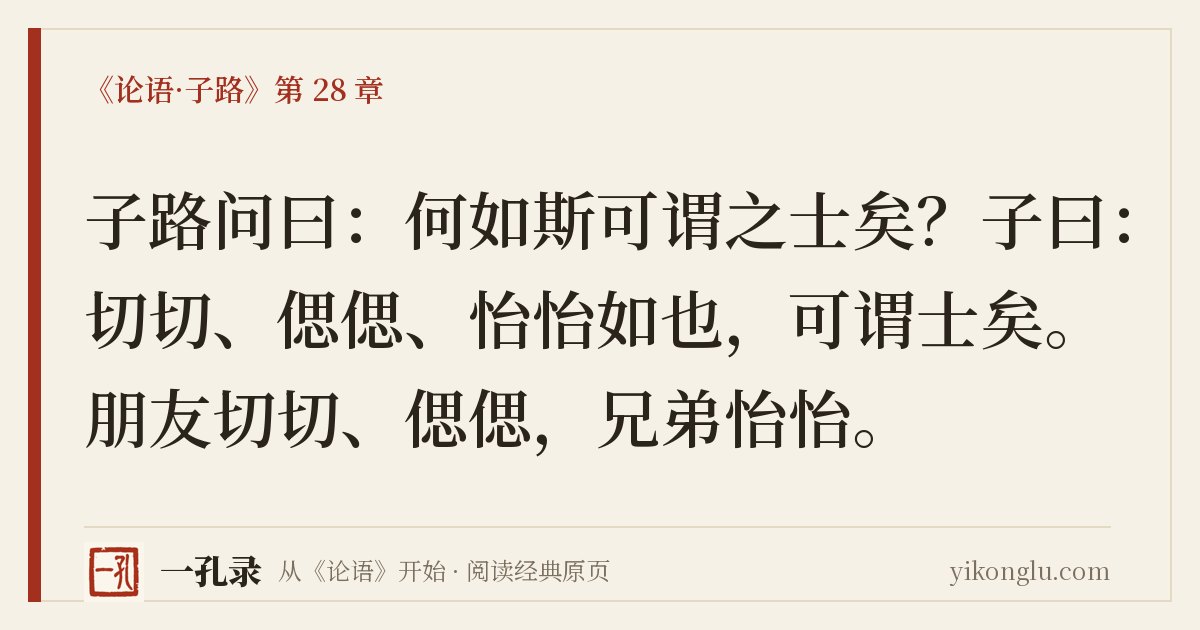 《论语·子路》第 28 章
子路问曰：何如斯可谓之士矣？子曰：
切切、偲偲、怡怡如也，可谓士矣。
朋友切切、偲偲，兄弟怡怡。
一孔
一孔录 从《论语》开始 · 阅读经典原页 yikonglu.com